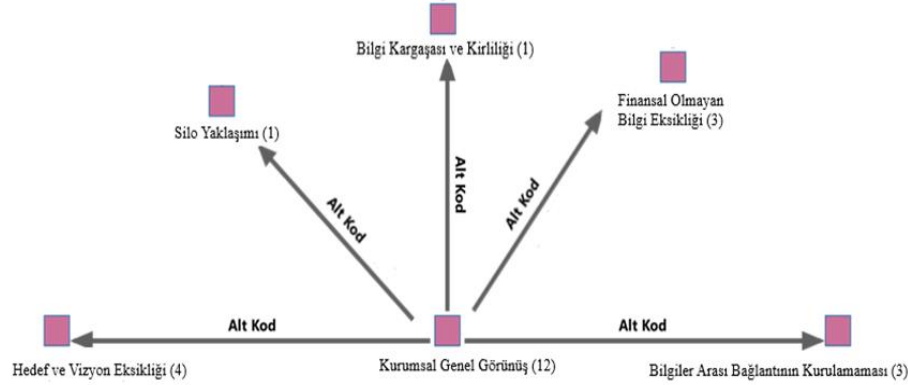 Bilgi Kargaşası ve Kirliliği (1)
Finansal Olmayan
Bilgi Eksikliği (3)
Silo Yaklaşımı (1)
Alt Kod
Alt Kod
Alt Kod
Alt Kod
Alt Kod
Hedef ve Vizyon Eksikliği (4)
Kurumsal Genel Görünüş (12)
Bilgiler Arası Bağlantının Kurulamaması (3)